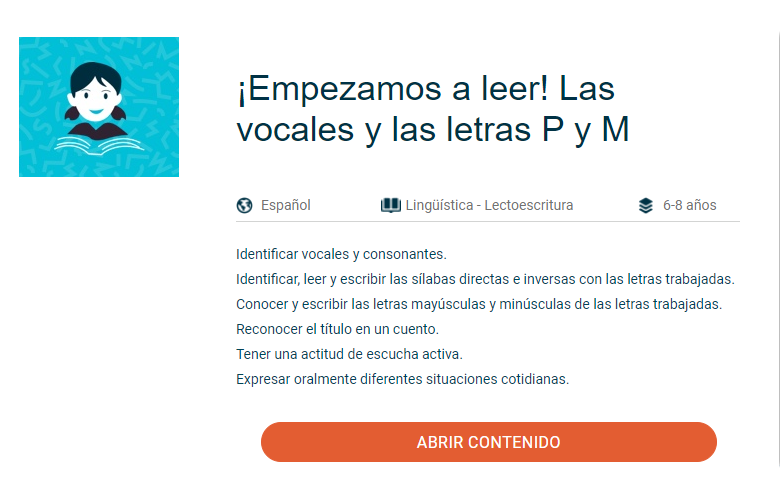 ¡Empezamos a leer! Las
vocales y las letras P y M
Español
Lingüística - Lectoescritura
6-8 años
Identificar vocales y consonantes.
Identificar, leer y escribir las sílabas directas e inversas con las letras trabajadas.
Conocer y escribir las letras mayúsculas y minúsculas de las letras trabajadas.
Reconocer el título en un cuento.
Tener una actitud de escucha activa.
Expresar oralmente diferentes situaciones cotidianas.
ABRIR CONTENIDO